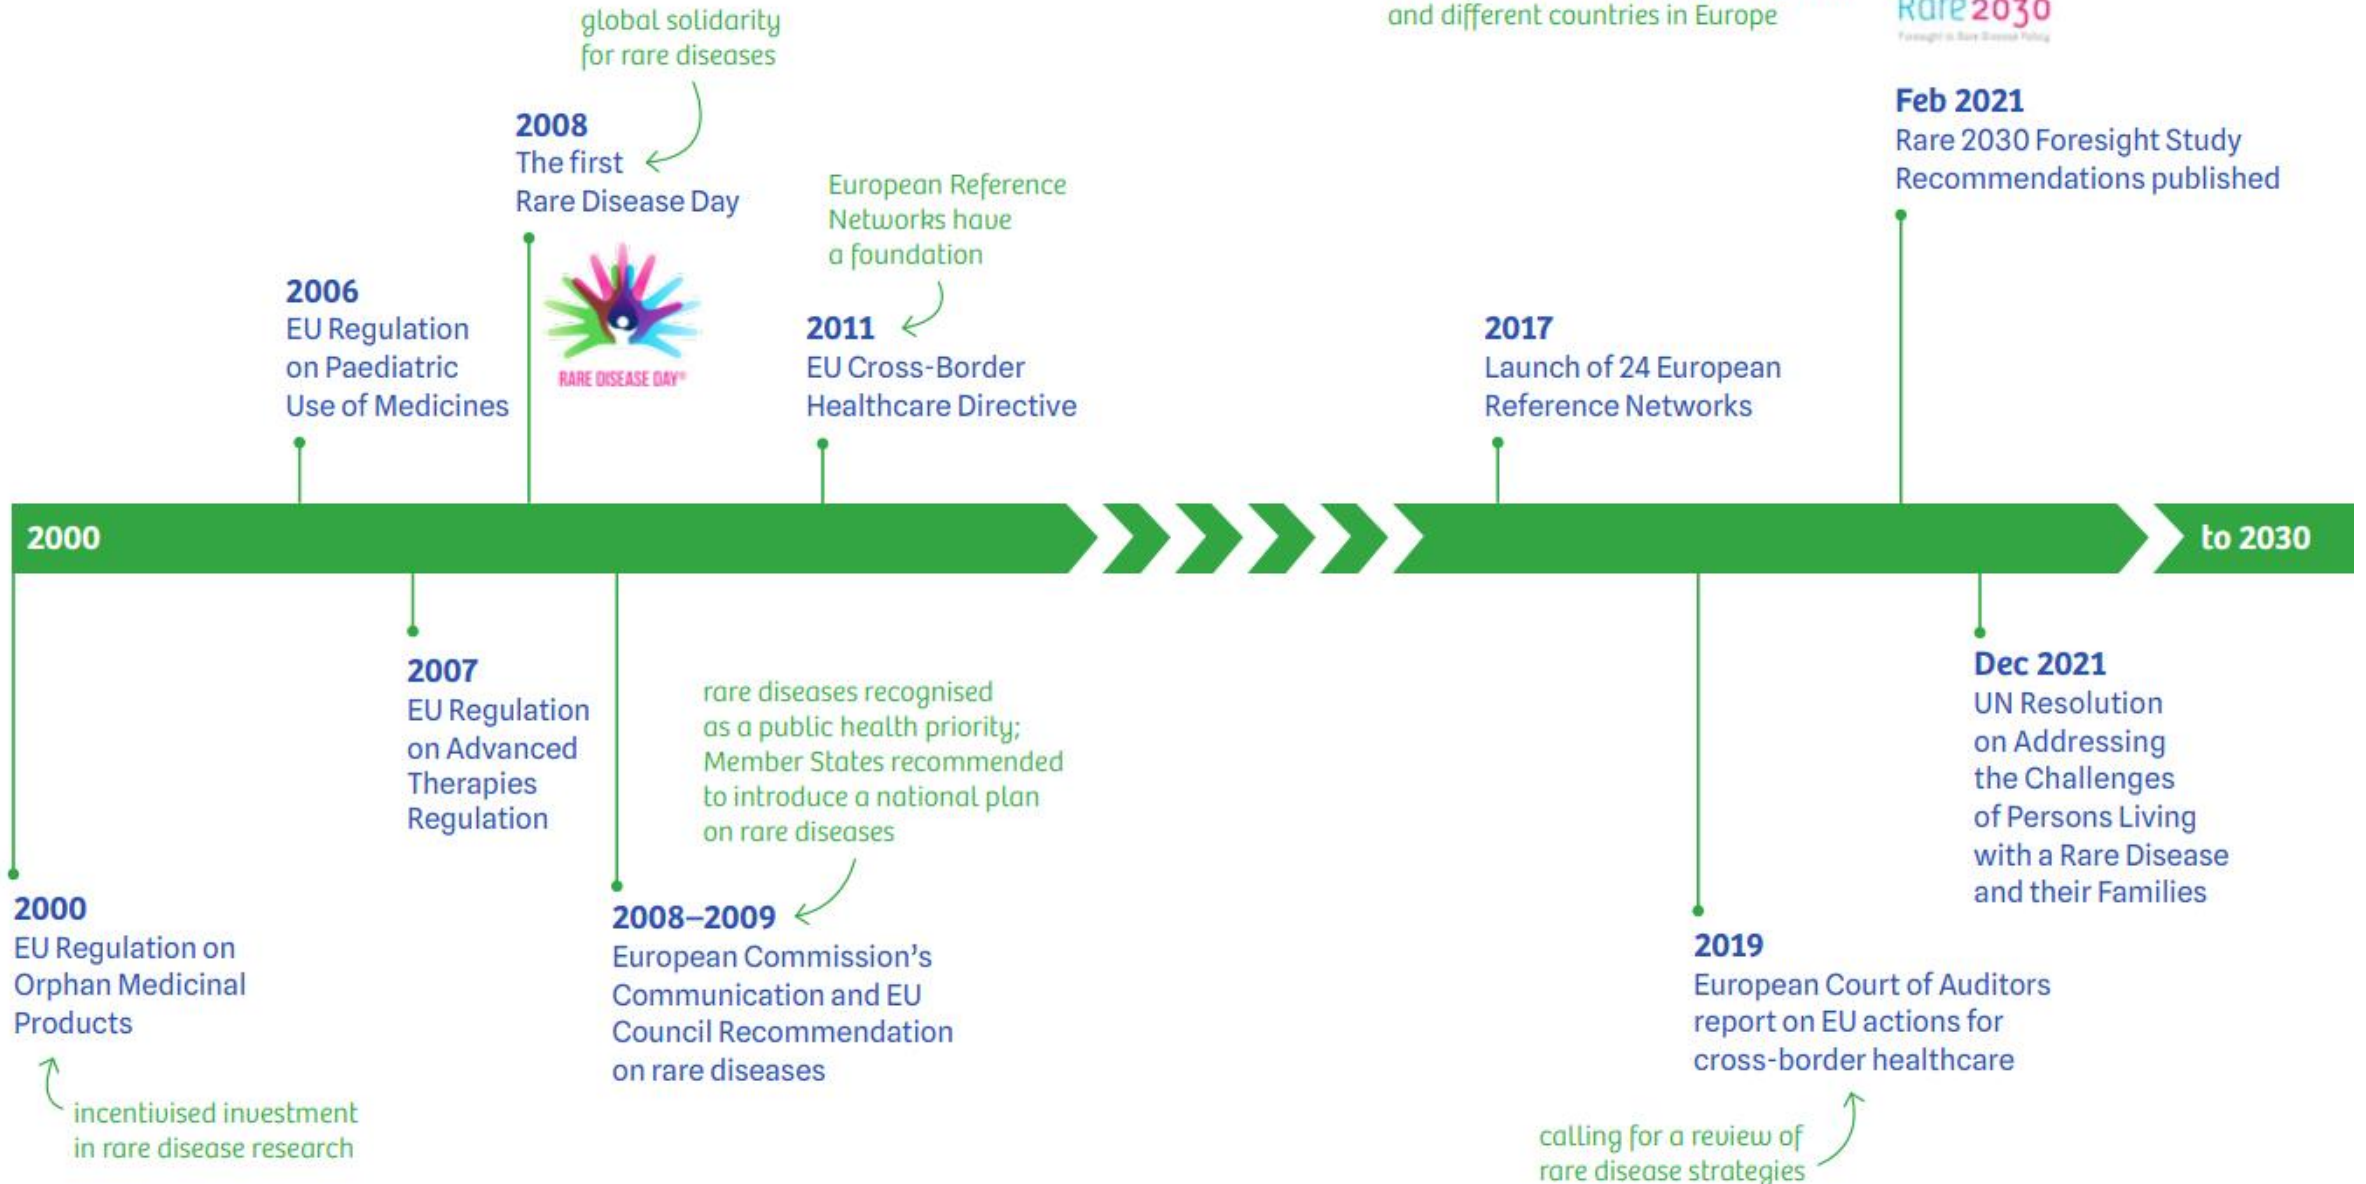 global solidarity
for rare diseases
and different countries in Europe
Rare 2030
Foresight in Rare Disease Policy
2008
The first
Rare Disease Day
RARE DISEASE DAY®
Feb 2021
Rare 2030 Foresight Study
Recommendations published
European Reference
Networks have
a foundation
2006
EU Regulation
on Paediatric
Use of Medicines
2011
EU Cross-Border
Healthcare Directive
2017
Launch of 24 European
Reference Networks
2000
to 2030
2007
EU Regulation
on Advanced
Therapies
Regulation
rare diseases recognised
as a public health priority;
Member States recommended
to introduce a national plan
on rare diseases
Dec 2021
UN Resolution
on Addressing
the Challenges
of Persons Living
with a Rare Disease
and their Families
2000
EU Regulation on
Orphan Medicinal
Products
incentivised investment
in rare disease research
2008–2009
European Commission's
Communication and EU
Council Recommendation
on rare diseases
2019
European Court of Auditors
report on EU actions for
cross-border healthcare
calling for a review of
rare disease strategies